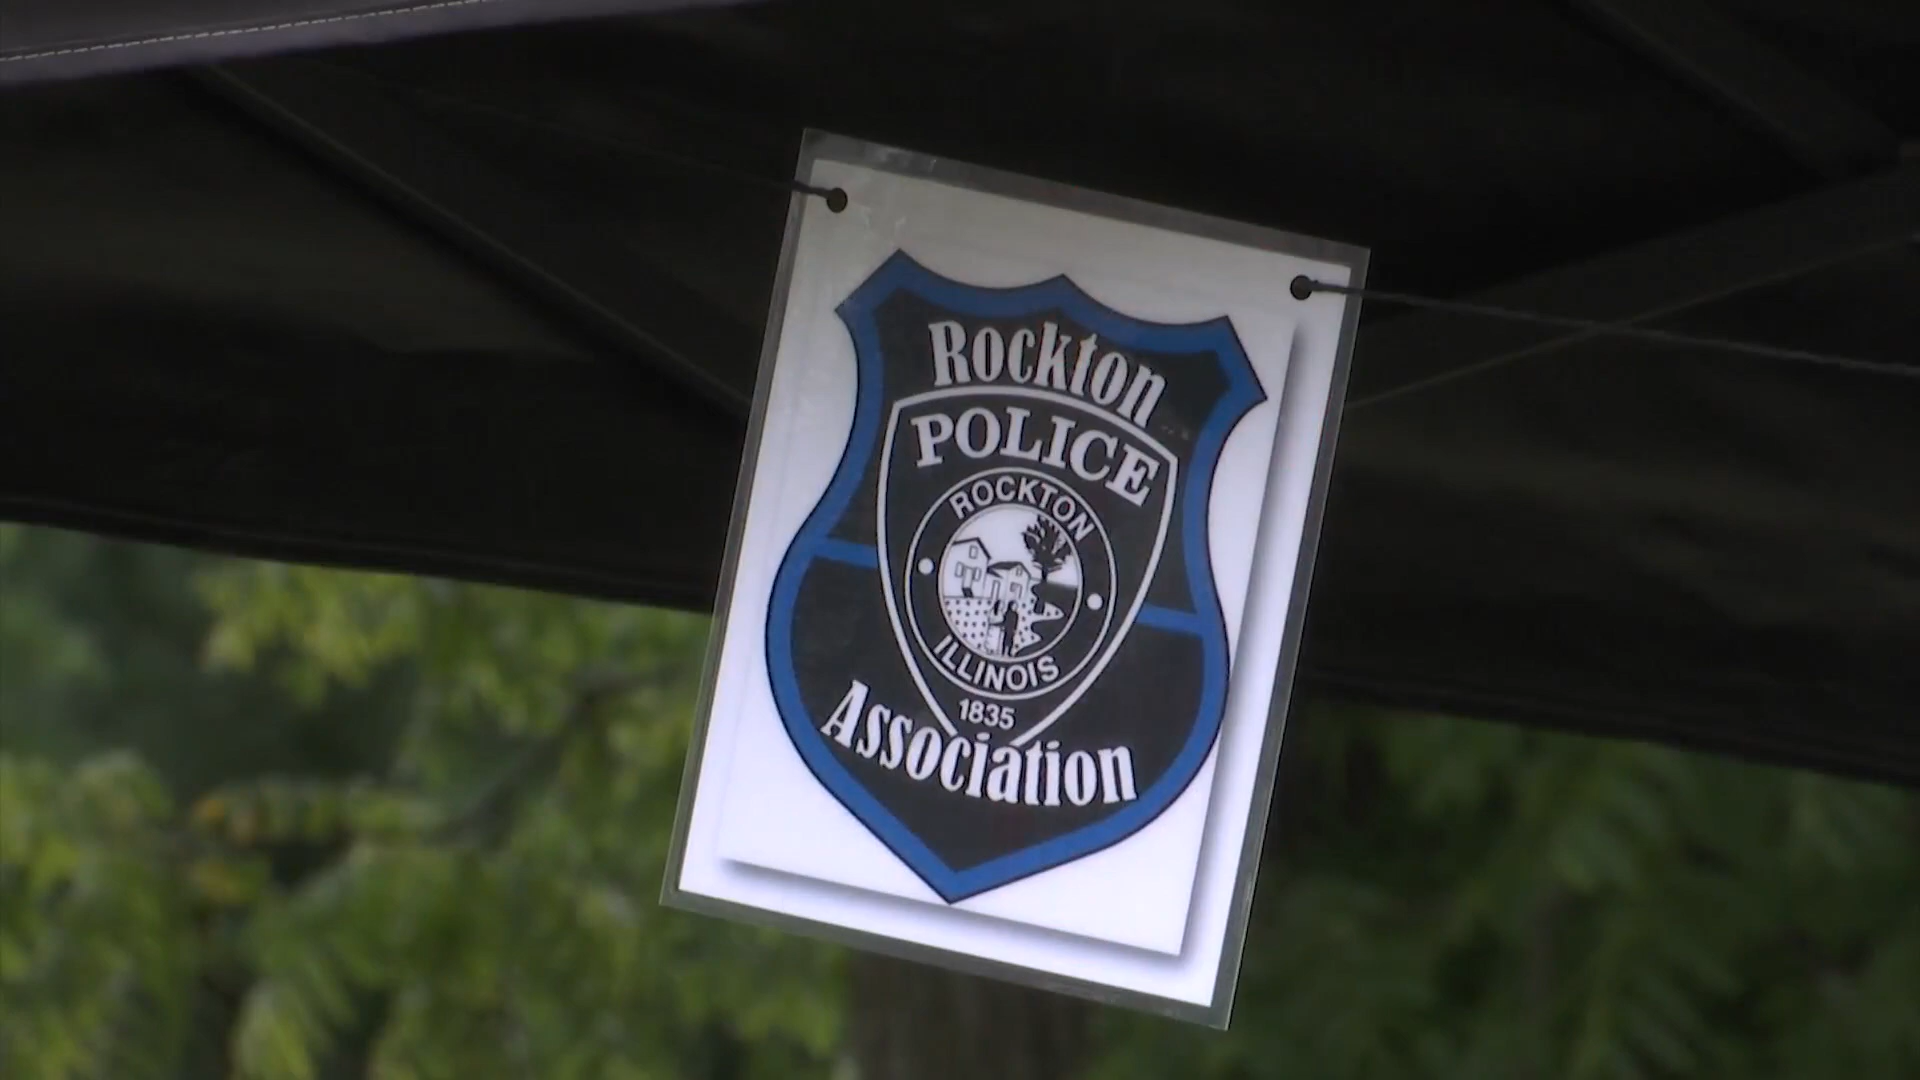 Rockton
POLICE
ROCKTON
ILLINOIS
1835
Association